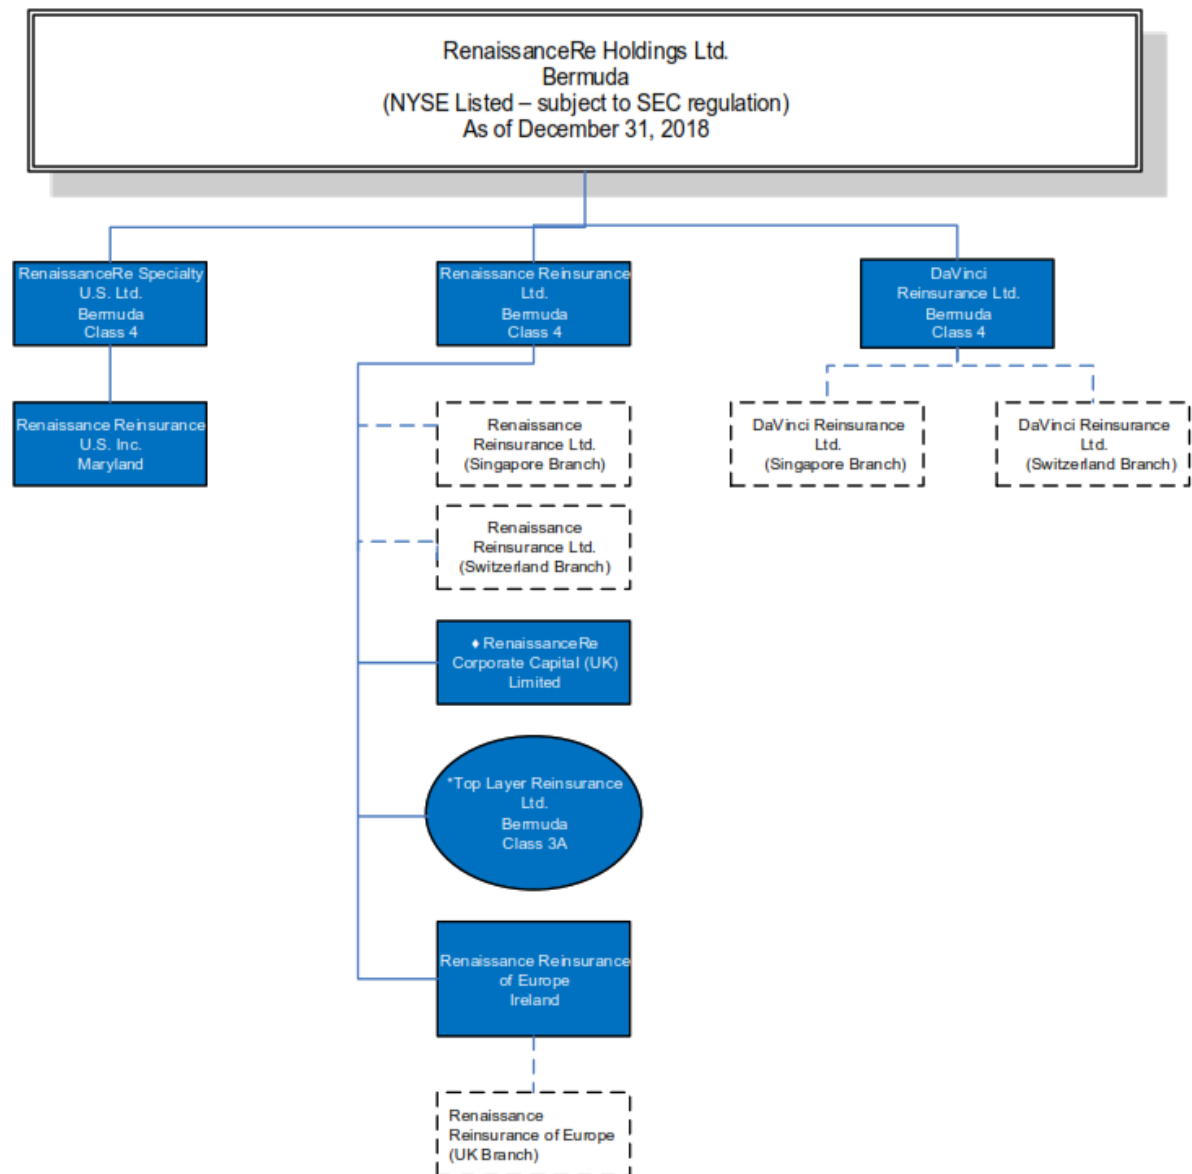 RenaissanceRe Holdings Ltd.
Bermuda
(NYSE Listed – subject to SEC regulation)
As of December 31, 2018
RenaissanceRe Specialty
U.S. Ltd.
Bermuda
Class 4
Renaissance Reinsurance
Ltd.
Bermuda
Class 4
DaVinci
Reinsurance Ltd.
Bermuda
Class 4
Renaissance Reinsurance
U.S. Inc.
Maryland
Renaissance
Reinsurance Ltd.
(Singapore Branch)
DaVinci Reinsurance
Ltd.
(Singapore Branch)
DaVinci Reinsurance
Ltd.
(Switzerland Branch)
Renaissance
Reinsurance Ltd.
(Switzerland Branch)
♦ RenaissanceRe
Corporate Capital (UK)
Limited
*Top Layer Reinsurance
Ltd.
Bermuda
Class 3A
Renaissance Reinsurance
of Europe
Ireland
Renaissance
Reinsurance of Europe
(UK Branch)